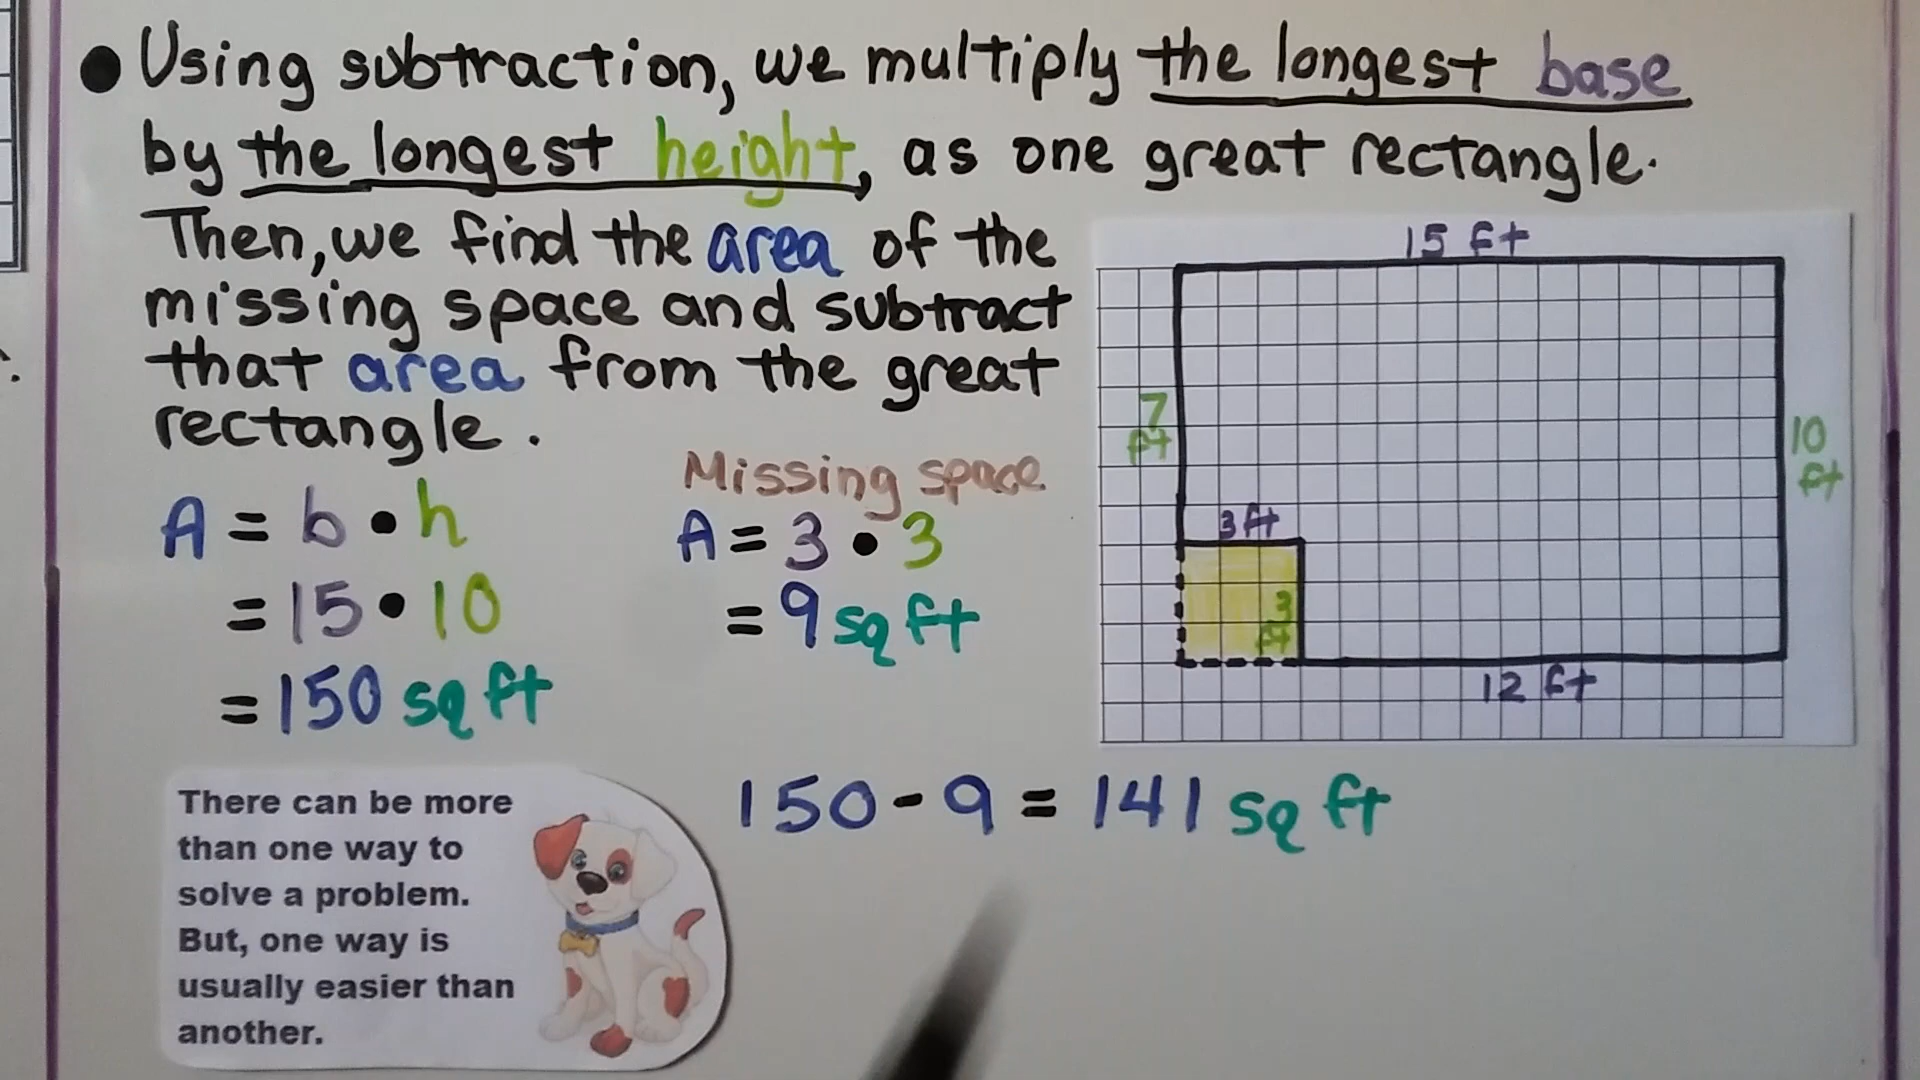 • Using subtraction, we multiply the longest base
by the longest height, as one great rectangle.
Then, we find the area of the
missing space and subtract
that area from the great
rectangle.
A = b • h
= 15 • 10
= 150 sq ft
Missing space
A = 3 • 3
= 9 sq ft
15 ft
7
ft
10
ft
3 ft
3
ft
12 ft
150 - 9 = 141 sq ft
There can be more
than one way to
solve a problem.
But, one way is
usually easier than
another.